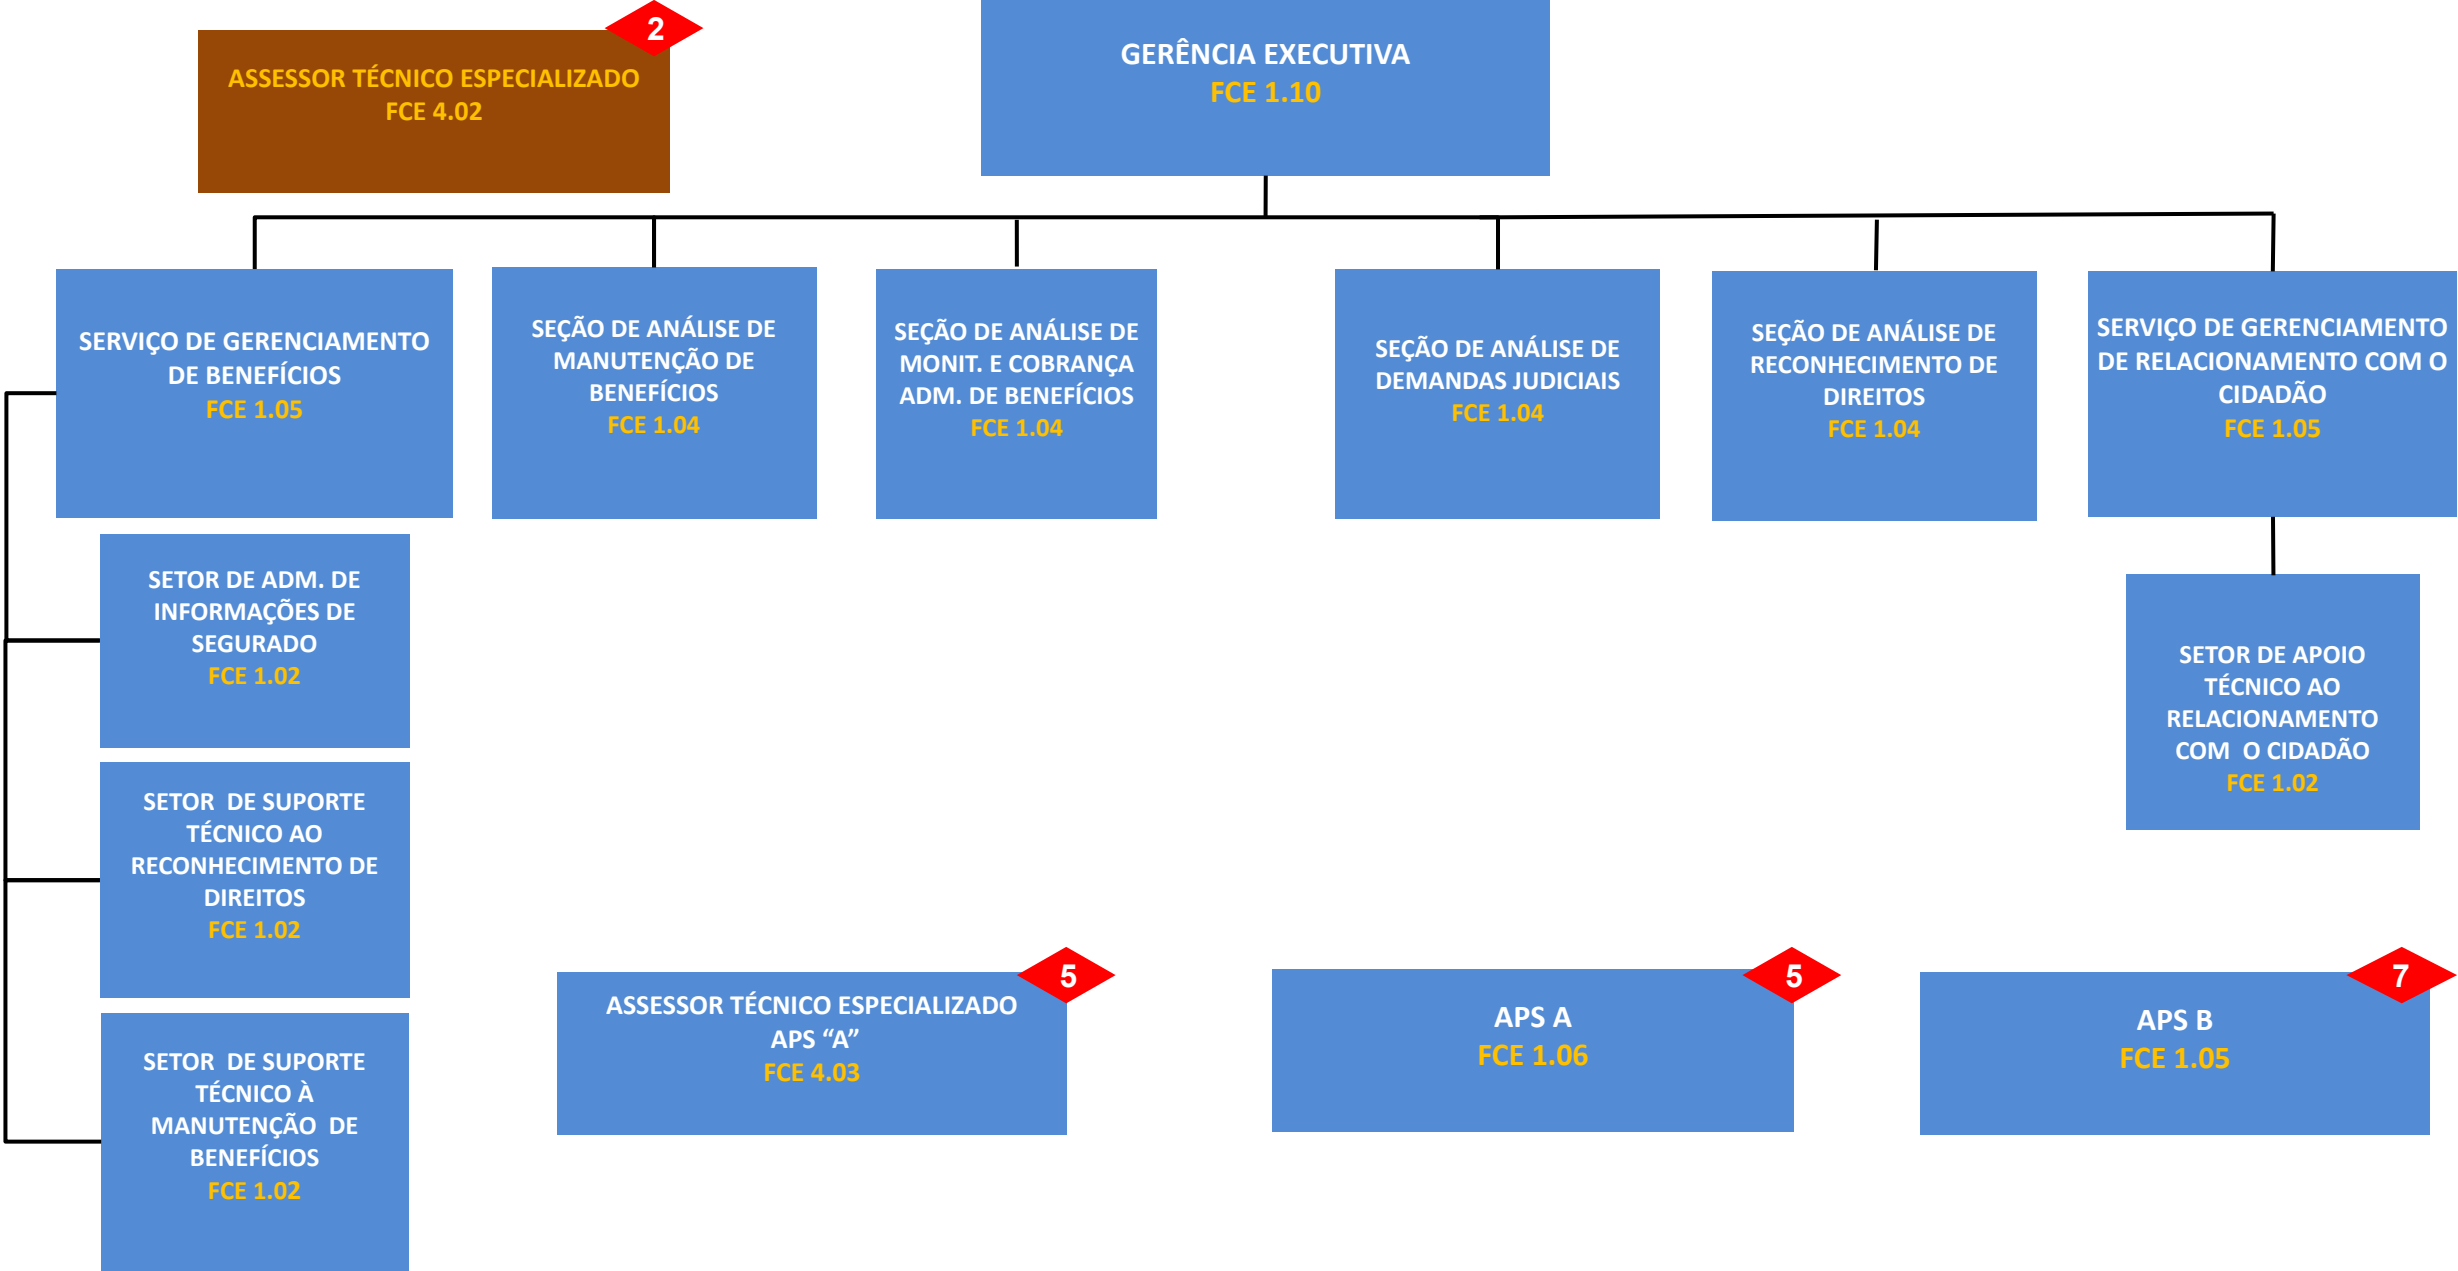 2
ASSESSOR TÉCNICO ESPECIALIZADO
FCE 4.02
GERÊNCIA EXECUTIVA
FCE 1.10
SERVIÇO DE GERENCIAMENTO
DE BENEFÍCIOS
FCE 1.05
SEÇÃO DE ANÁLISE DE
MANUTENÇÃO DE
BENEFÍCIOS
FCE 1.04
SEÇÃO DE ANÁLISE DE
MONIT. E COBRANÇA
ADM. DE BENEFÍCIOS
FCE 1.04
SEÇÃO DE ANÁLISE DE
DEMANDAS JUDICIAIS
FCE 1.04
SEÇÃO DE ANÁLISE DE
RECONHECIMENTO DE
DIREITOS
FCE 1.04
SERVIÇO DE GERENCIAMENTO
DE RELACIONAMENTO COM O
CIDADÃO
FCE 1.05
SETOR DE ADM. DE
INFORMAÇÕES DE
SEGURADO
FCE 1.02
SETOR DE APOIO
TÉCNICO AO
RELACIONAMENTO
COM  O CIDADÃO
FCE 1.02
SETOR  DE SUPORTE
TÉCNICO AO
RECONHECIMENTO DE
DIREITOS
FCE 1.02
SETOR  DE SUPORTE
TÉCNICO À
MANUTENÇÃO  DE
BENEFÍCIOS
FCE 1.02
5
ASSESSOR TÉCNICO ESPECIALIZADO
APS “A”
FCE 4.03
5
APS A
FCE 1.06
7
APS B
FCE 1.05